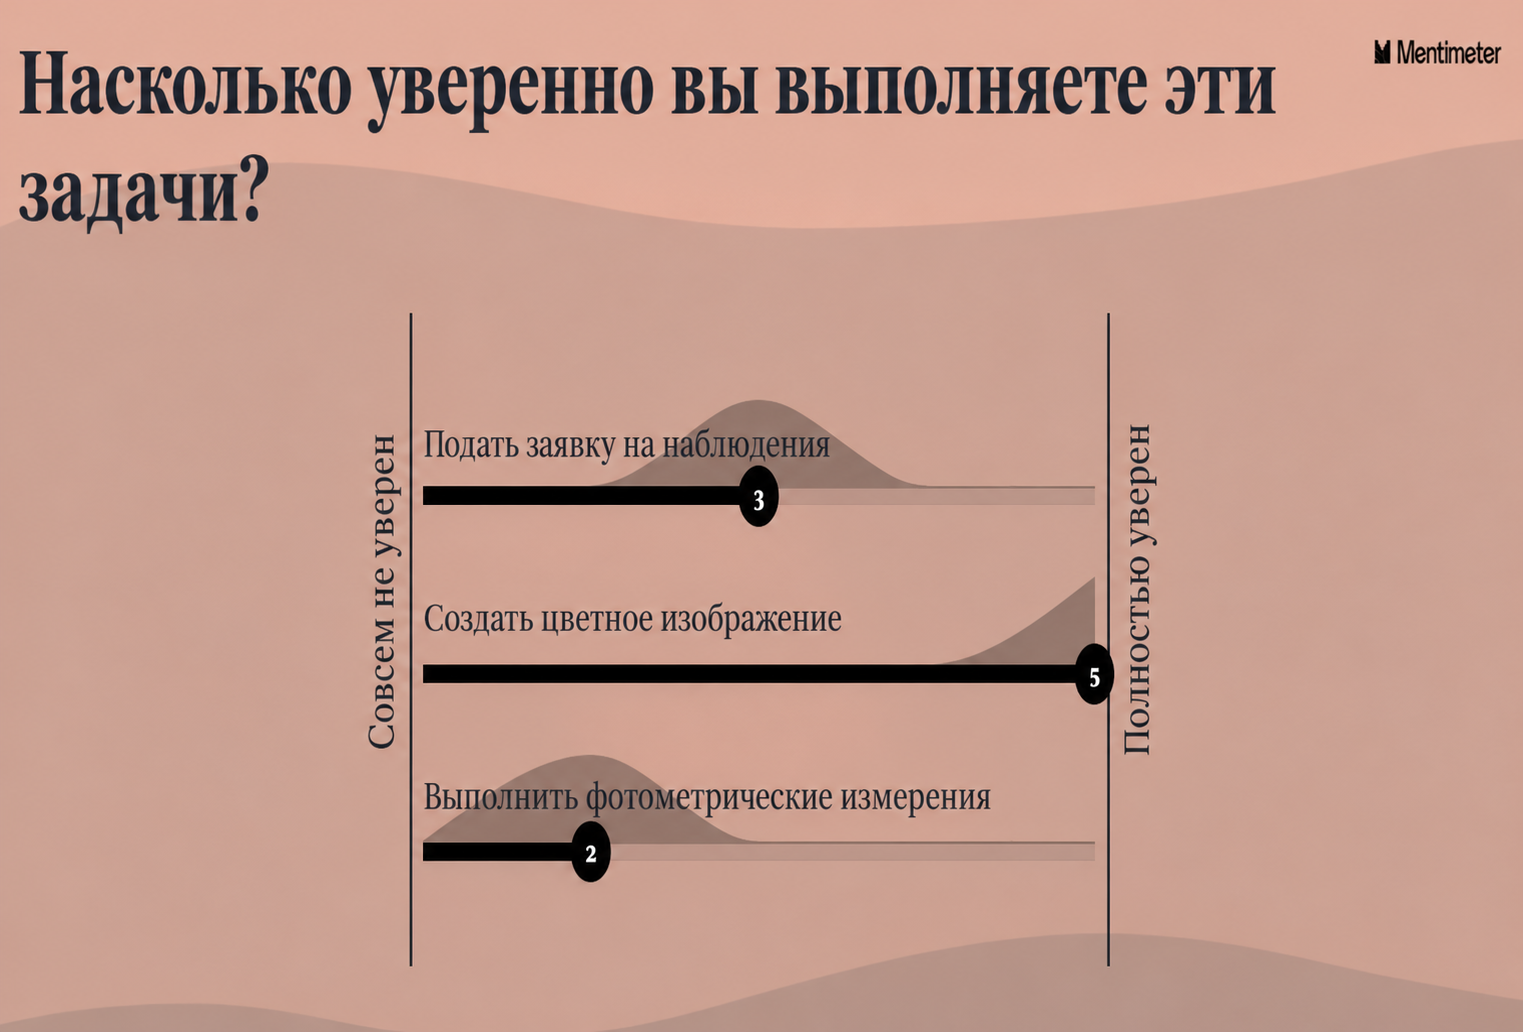 Насколько уверенно вы выполняете эти
задачи?
Mentimeter
Совсем не уверен
Подать заявку на наблюдения
3
Создать цветное изображение
5
Выполнить фотометрические измерения
2
Полностью уверен